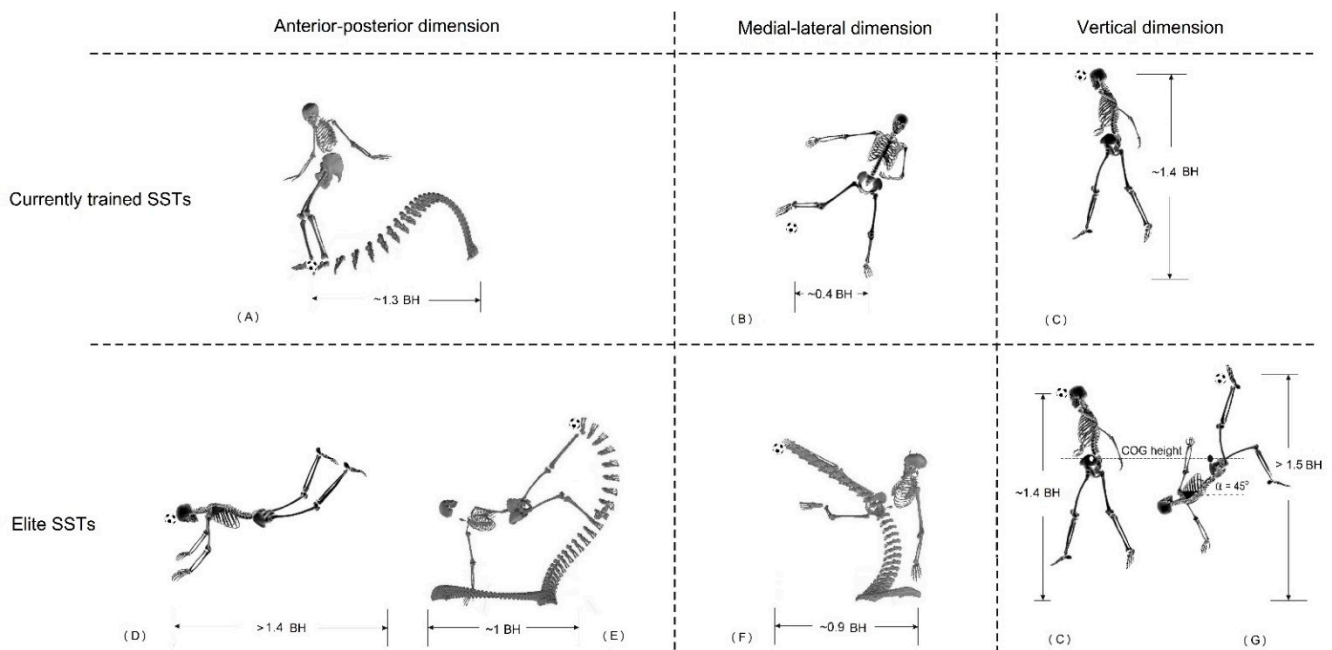 Anterior-posterior dimension
Medial-lateral dimension
Vertical dimension
Currently trained SSTs
~1.3 BH
(A)
~0.4 BH
(B)
~1.4 BH
(C)
Elite SSTs
>1.4 BH
(D)
~1 BH
(E)
~0.9 BH
(F)
COG height
~1.4 BH
α = 45°
> 1.5 BH
(C)
(G)